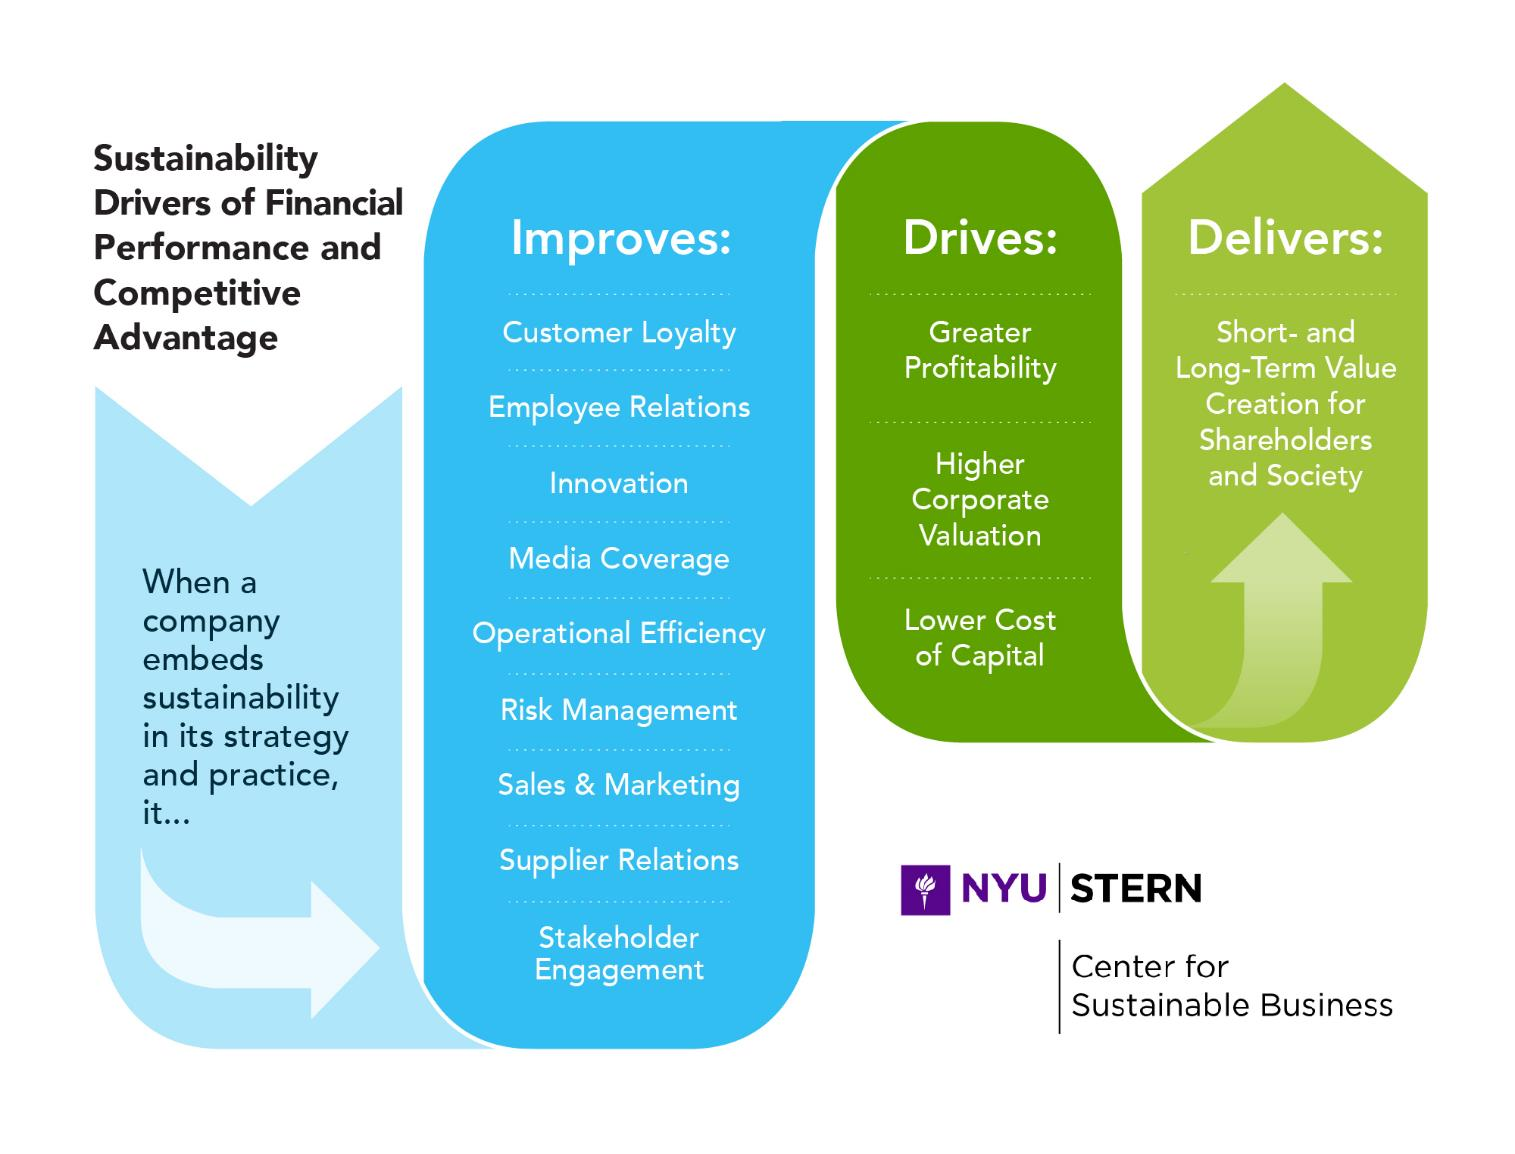 Sustainability
Drivers of Financial
Performance and
Competitive
Advantage
When a
company
embeds
sustainability
in its strategy
and practice,
it...
Improves:
Customer Loyalty
Employee Relations
Innovation
Media Coverage
Operational Efficiency
Risk Management
Sales & Marketing
Supplier Relations
Stakeholder
Engagement
Drives:
Greater
Profitability
Higher
Corporate
Valuation
Lower Cost
of Capital
Delivers:
Short- and
Long-Term Value
Creation for
Shareholders
and Society
NYU STERN
Center for
Sustainable Business